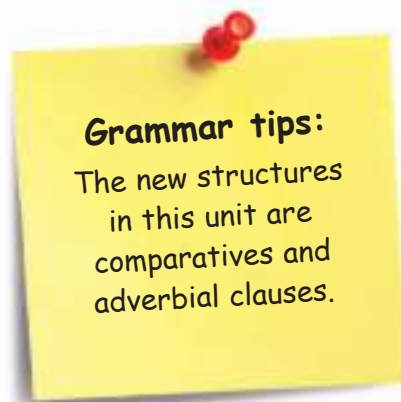 Grammar tips:
The new structures
in this unit are
comparatives and
adverbial clauses.